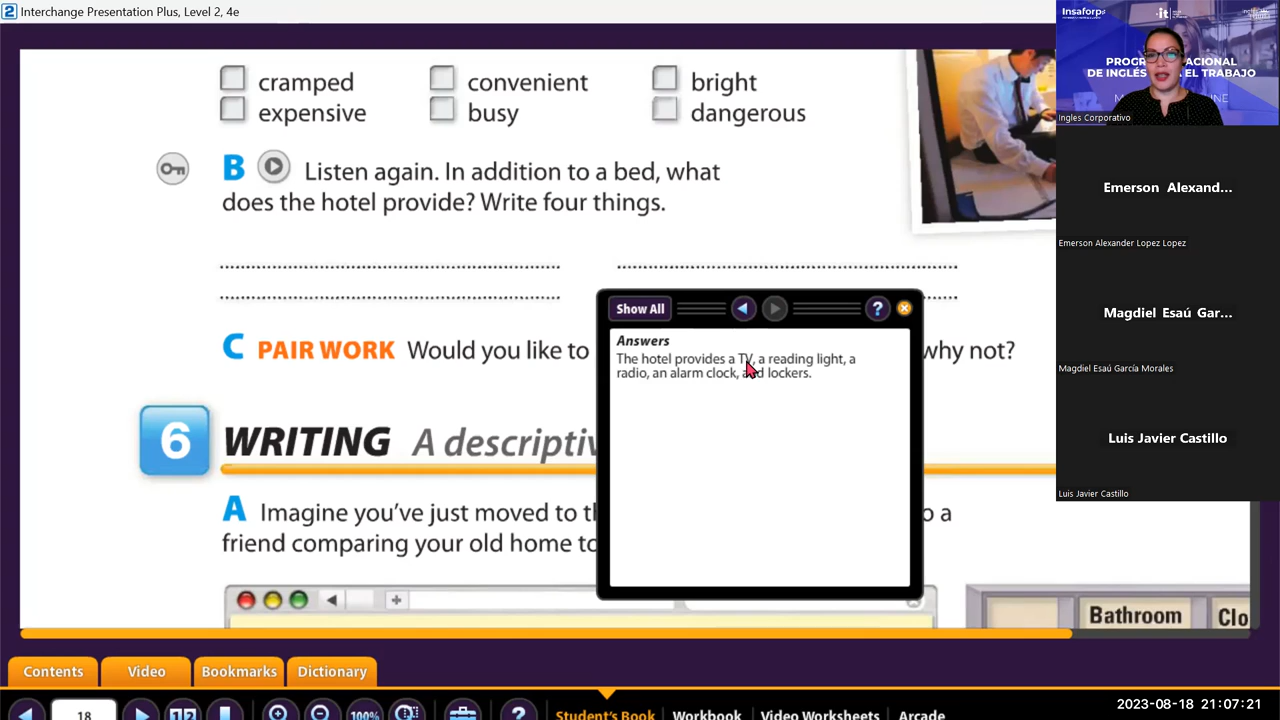 Interchange Presentation Plus, Level 2, 4e
cramped
convenient
bright
expensive
busy
dangerous
B Listen again. In addition to a bed, what
does the hotel provide? Write four things.
Show All
?
Answers
The hotel provides a TV, a reading light, a
radio, an alarm clock, and lockers.
C PAIR WORK Would you like to
why not?
6 WRITING A descriptiv
A Imagine you've just moved to th
o a
friend comparing your old home to
Bathroom
Clo
Contents
Video
Bookmarks
Dictionary
18
100%
?
Student's Book
Workbook
Video Worksheets
Arcade
Insaforp
it
Ingles Corporativo
Emerson Alexand...
Emerson Alexander Lopez Lopez
Magdiel Esaú Gar...
Magdiel Esaú García Morales
Luis Javier Castillo
Luis Javier Castillo
2023-08-18 21:07:21